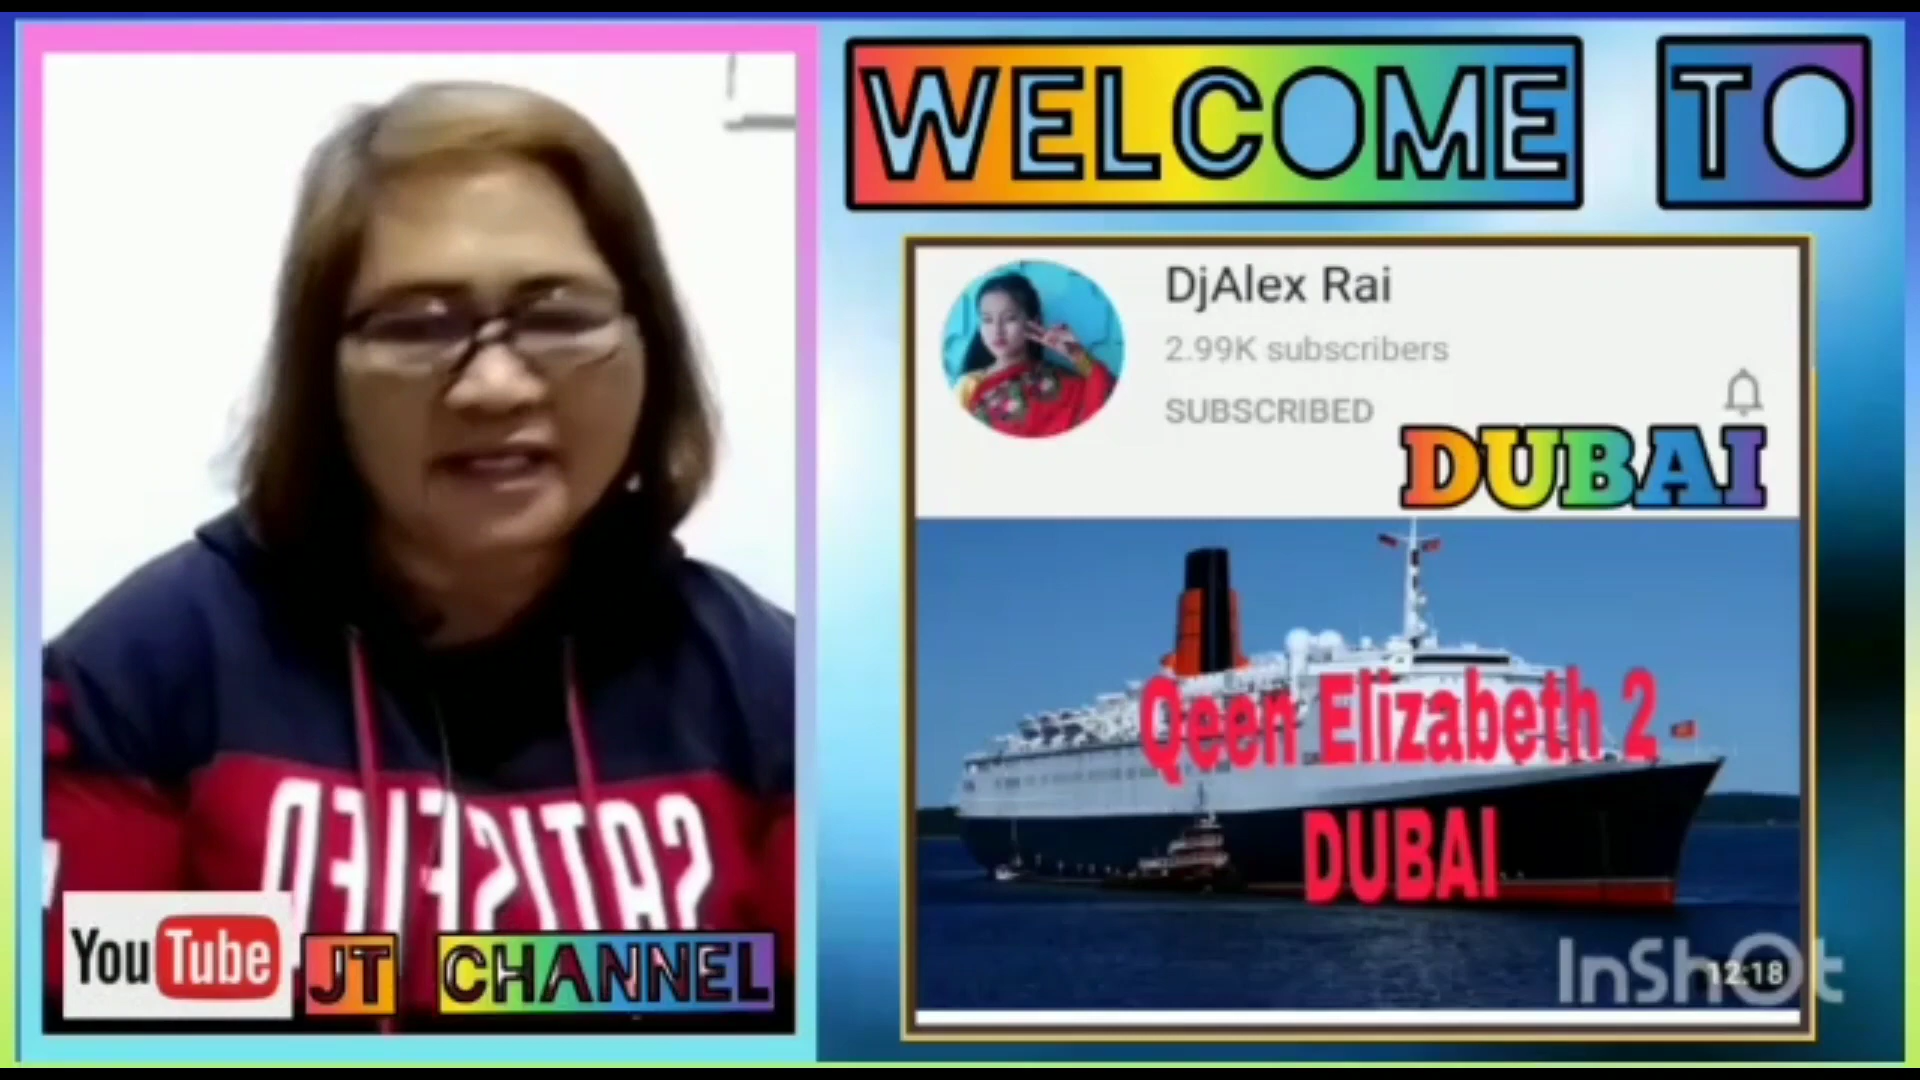 WELCOME TO
DjAlex Rai
2.99K subscribers
SUBSCRIBED
DUBAI
Qeen Elizabeth 2
DUBAI
SATISFIED
YouTube
JT CHANNEL
InShOt
12:18